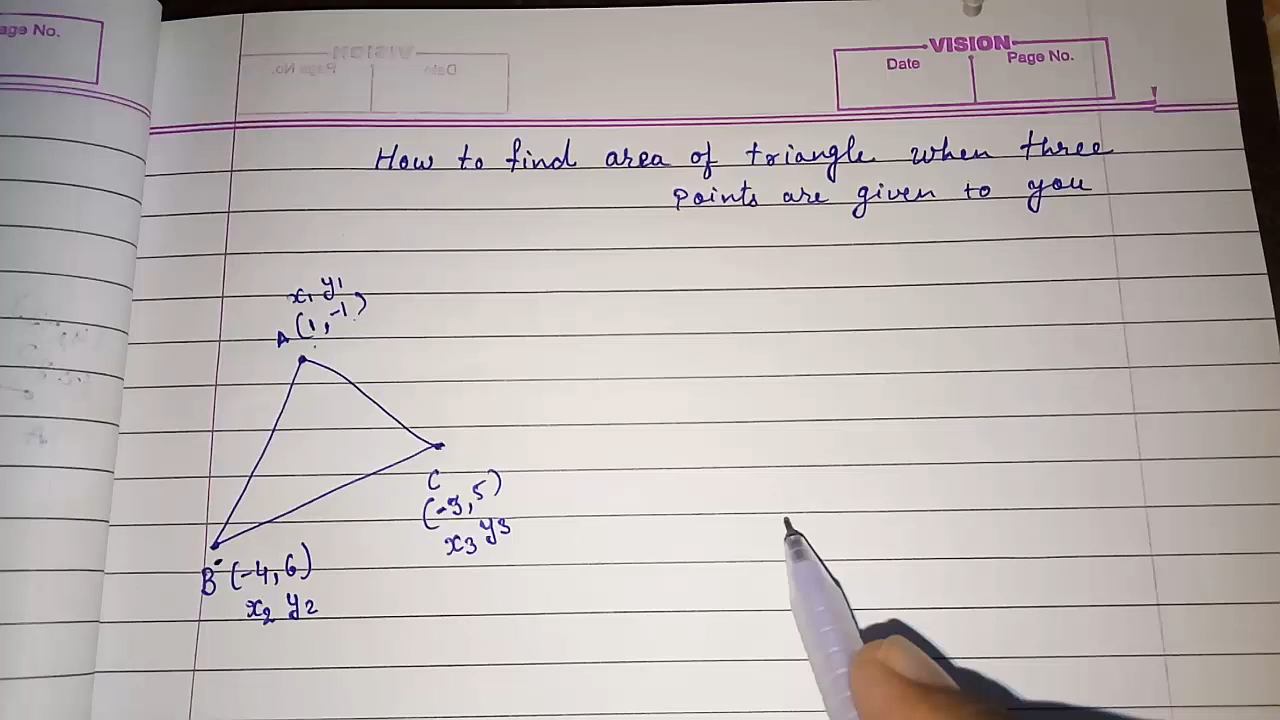 age No.
VISION
Date Page No.
How to find area of triangle when three
points are given to you
x1 y1
A (1, -1)
C
(-3, 5)
x3 y3
B (-4, 6)
x2 y2